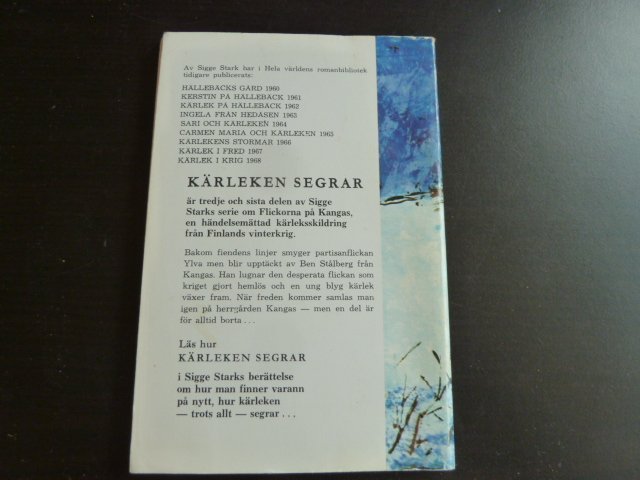 Av Sigge Stark har i Hela världens romanbibliotek
tidigare publicerats:
HÄLLEBÄCKS GÅRD 1960
KERSTIN PÅ HÄLLEBÄCK 1961
KÄRLEK PÅ HÄLLEBÄCK 1962
INGELA FRÅN HEDÅSEN 1963
SARI OCH KÄRLEKEN 1964
CARMEN MARIA OCH KÄRLEKEN 1965
KÄRLEKENS STORMAR 1966
KÄRLEK I FRED 1967
KÄRLEK I KRIG 1968
KÄRLEKEN SEGRAR
är tredje och sista delen av Sigge
Starks serie om Flickorna på Kangas,
en händelsemättad kärleksskildring
från Finlands vinterkrig.
Bakom fiendens linjer smyger partisanflickan
Ylva men blir upptäckt av Ben Stålberg från
Kangas. Han lugnar den desperata flickan som
kriget gjort hemlös och en ung blyg kärlek
växer fram. När freden kommer samlas man
igen på herrgården Kangas — men en del är
för alltid borta . . .
Läs hur
KÄRLEKEN SEGRAR
i Sigge Starks berättelse
om hur man finner varann
på nytt, hur kärleken
— trots allt — segrar . . .